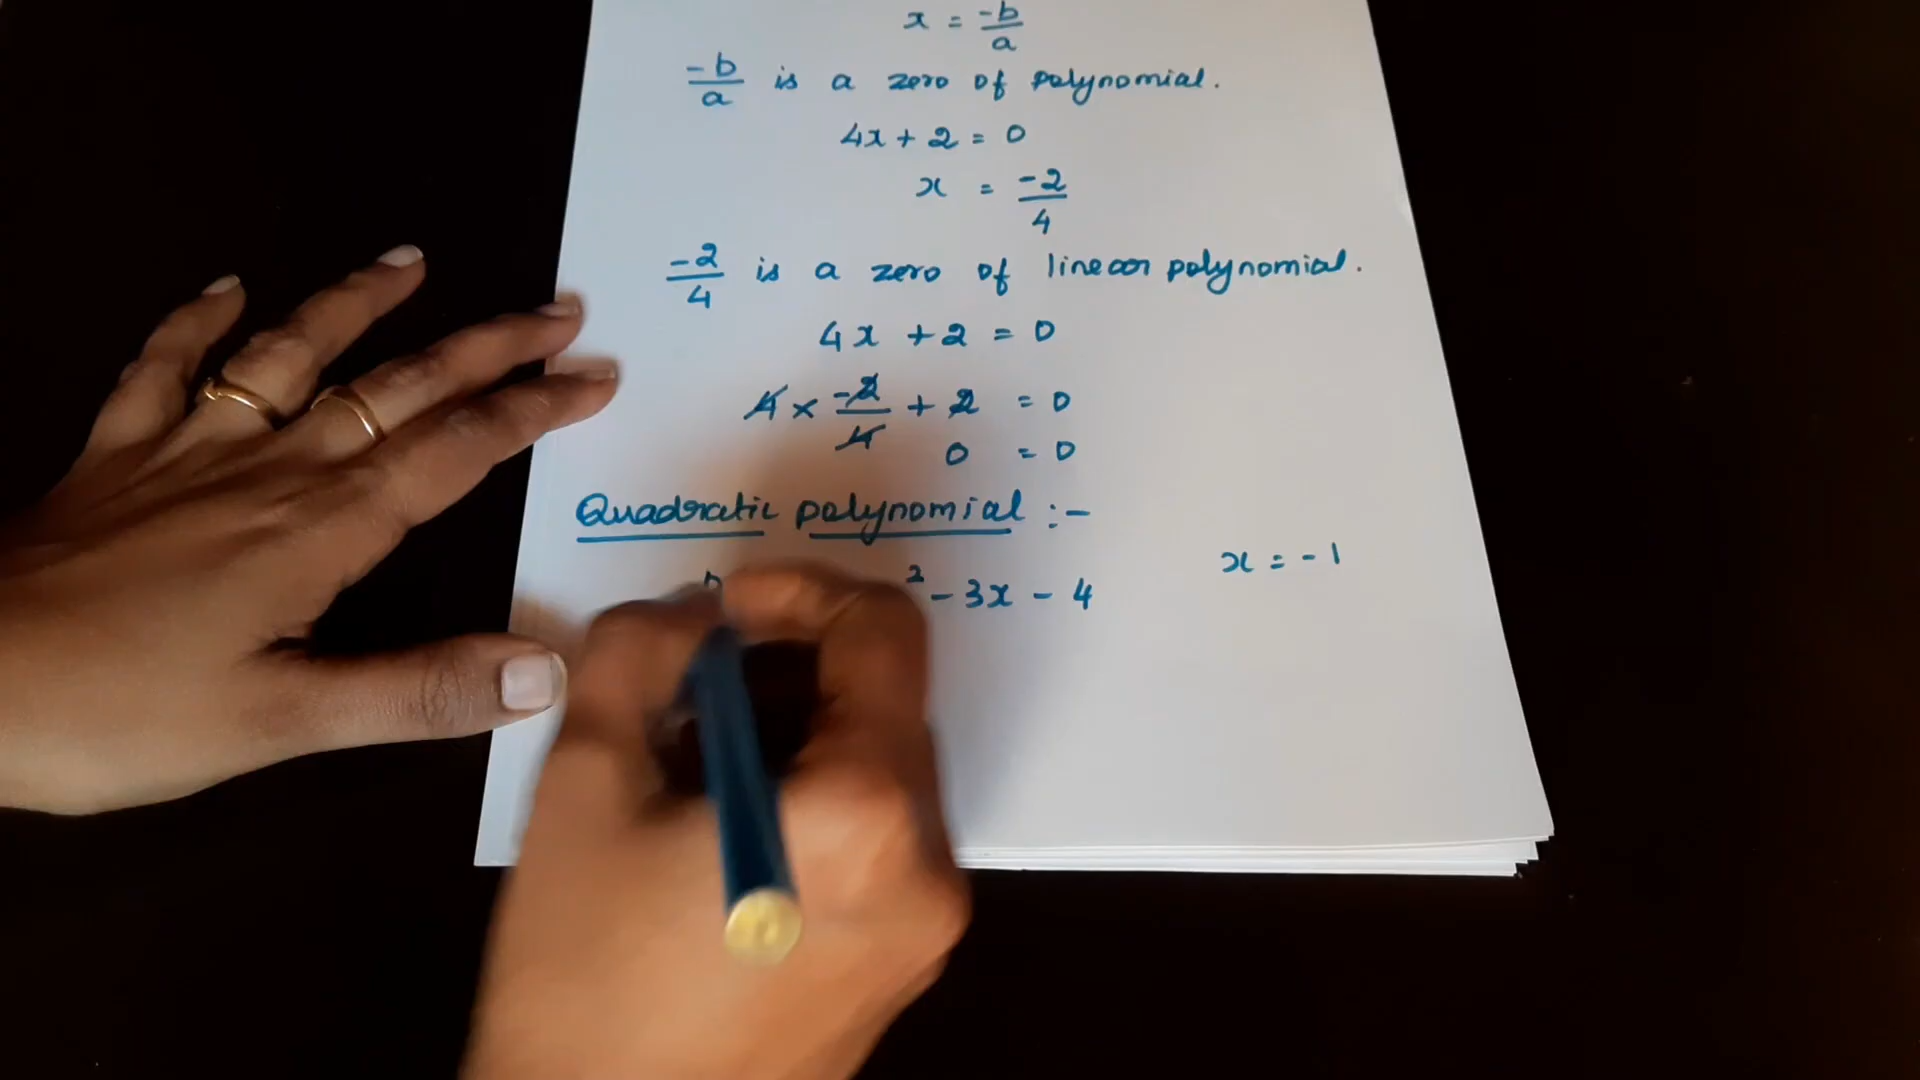 x = -b/a
-b/a is a zero of polynomial.
4x + 2 = 0
x = -2/4
-2/4 is a zero of linear polynomial.
4x + 2 = 0
4 × -2/4 + 2 = 0
0 = 0
Quadratic polynomial :-
x = -1
² - 3x - 4